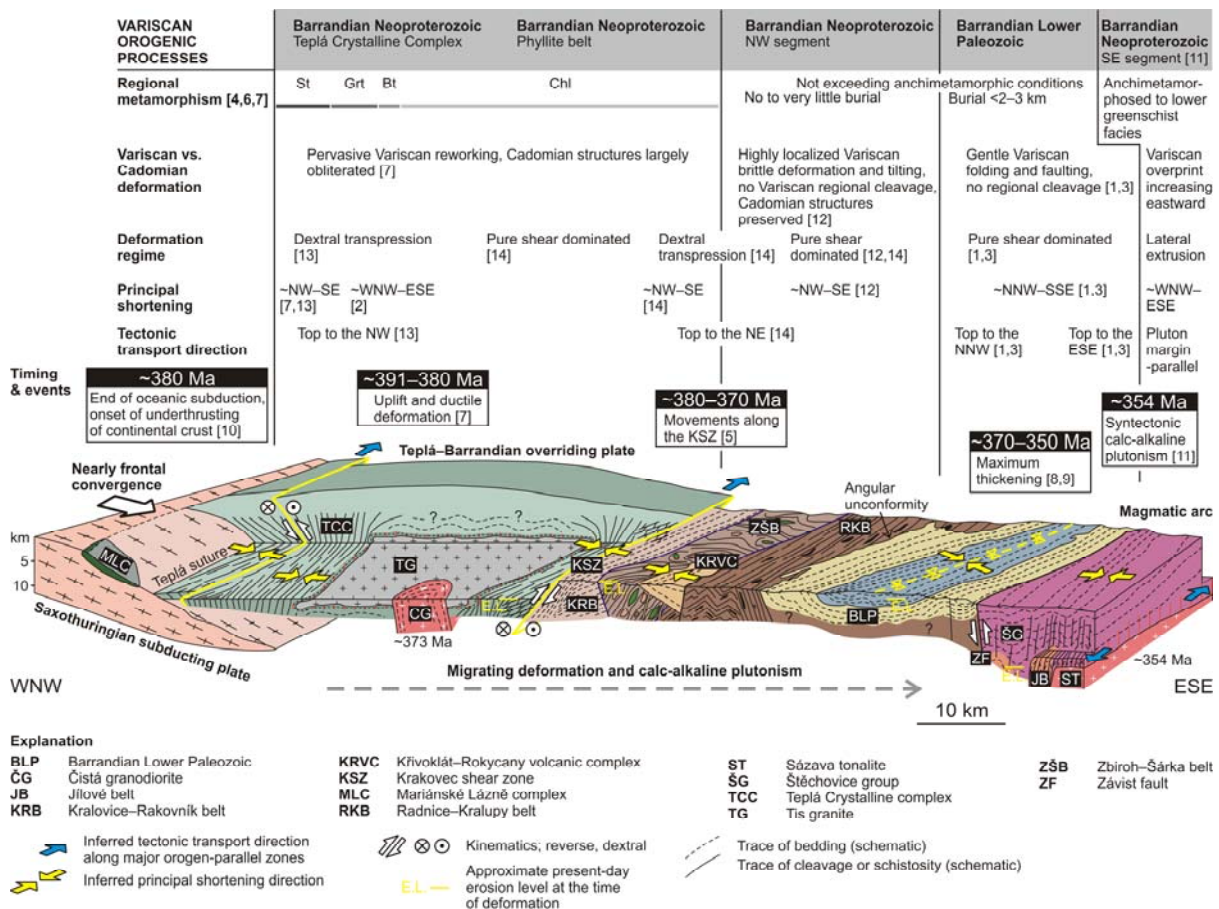 VARISCAN
OROGENIC
PROCESSES
Barrandian Neoproterozoic
Teplá Crystalline Complex
Barrandian Neoproterozoic
Phyllite belt
Barrandian Neoproterozoic
NW segment
Barrandian Lower
Paleozoic
Barrandian
Neoproterozoic
SE segment [11]
Regional
metamorphism [4,6,7]
St Grt Bt Chl
Not exceeding anchimetamorphic conditions
No to very little burial
Burial <2–3 km
Anchimetamor-
phosed to lower
greenschist
facies
Variscan vs.
Cadomian
deformation
Pervasive Variscan reworking, Cadomian structures largely
obliterated [7]
Highly localized Variscan
brittle deformation and tilting,
no Variscan regional cleavage,
Cadomian structures
preserved [12]
Gentle Variscan
folding and faulting,
no regional cleavage [1,3]
Variscan
overprint
increasing
eastward
Deformation
regime
Dextral transpression
[13]
Pure shear dominated
[14]
Dextral
transpression [14]
Pure shear
dominated [12,14]
Pure shear dominated
[1,3]
Lateral
extrusion
Principal
shortening
~NW–SE
[7,13]
~WNW–ESE
[2]
~NW–SE
[14]
~NW–SE [12]
~NNW–SSE [1,3]
~WNW–
ESE
Tectonic
transport direction
Top to the NW [13]
Top to the NE [14]
Top to the
NNW [1,3]
Top to the
ESE [1,3]
Pluton
margin
-parallel
Timing
& events
~380 Ma
End of oceanic subduction,
onset of underthrusting
of continental crust [10]
~391–380 Ma
Uplift and ductile
deformation [7]
~380–370 Ma
Movements along
the KSZ [5]
~370–350 Ma
Maximum
thickening [8,9]
~354 Ma
Syntectonic
calc-alkaline
plutonism [11]
Nearly frontal
convergence
Teplá–Barrandian overriding plate
Angular
unconformity
Magmatic arc
km
5
10
MLC
Teplá suture
TCC
?
?
TG
CG
~373 Ma
E.L.
KSZ
KRB
E.L.
ZŠB
KRVC
RKB
?
BLP
E.L.
?
ZF
E.L.
ŠG
JB
ST
~354 Ma
Saxothuringian subducting plate
Migrating deformation and calc-alkaline plutonism
WNW
ESE
10 km
Explanation
BLP Barrandian Lower Paleozoic
ČG Čistá granodiorite
JB Jílové belt
KRB Kralovice–Rakovník belt
KRVC Křivoklát–Rokycany volcanic complex
KSZ Krakovec shear zone
MLC Mariánské Lázně complex
RKB Radnice–Kralupy belt
ST Sázava tonalite
ŠG Štěchovice group
TCC Teplá Crystalline complex
TG Tis granite
ZŠB Zbiroh–Šárka belt
ZF Závist fault
Inferred tectonic transport direction
along major orogen-parallel zones
Inferred principal shortening direction
Kinematics; reverse, dextral
E.L. Approximate present-day
erosion level at the time
of deformation
Trace of bedding (schematic)
Trace of cleavage or schistosity (schematic)